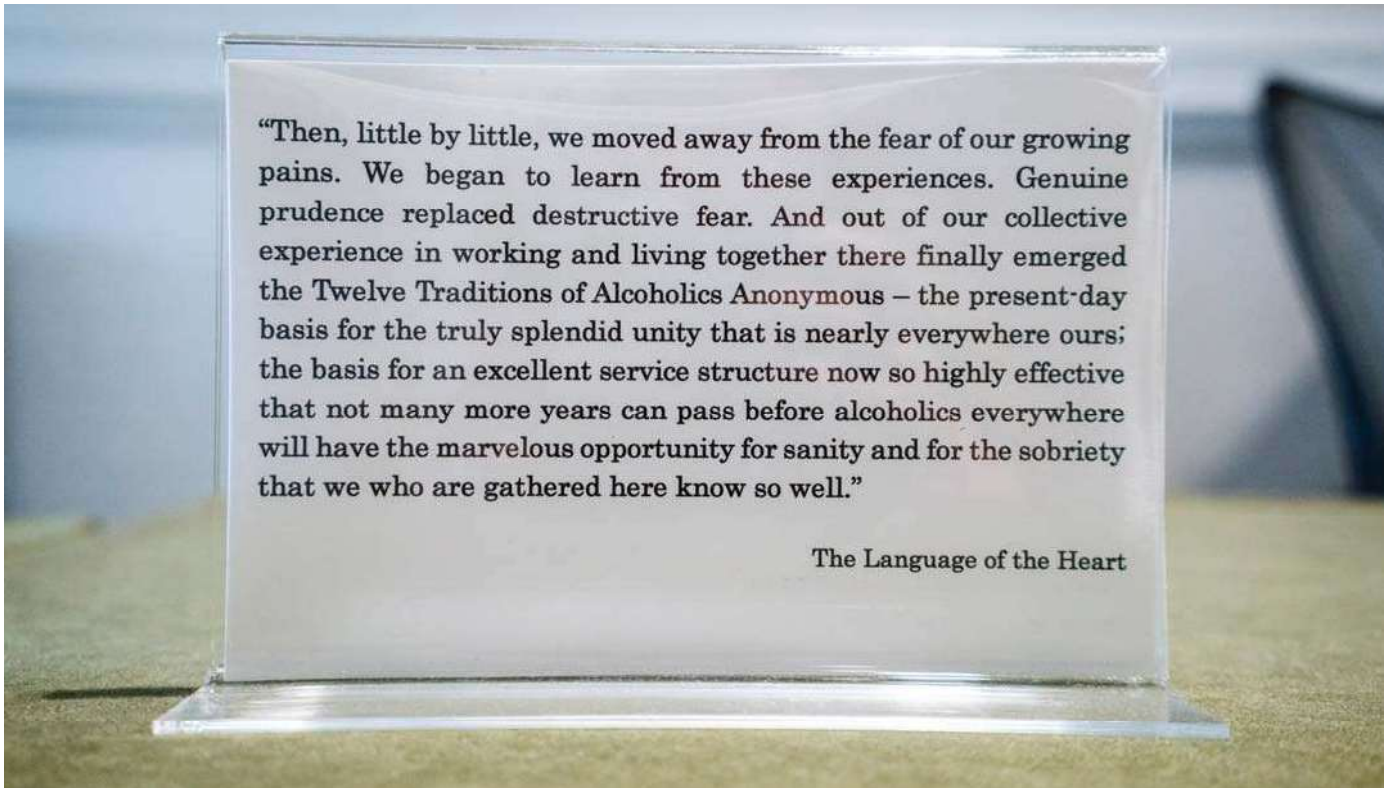 “Then, little by little, we moved away from the fear of our growing
pains. We began to learn from these experiences. Genuine
prudence replaced destructive fear. And out of our collective
experience in working and living together there finally emerged
the Twelve Traditions of Alcoholics Anonymous – the present-day
basis for the truly splendid unity that is nearly everywhere ours;
the basis for an excellent service structure now so highly effective
that not many more years can pass before alcoholics everywhere
will have the marvelous opportunity for sanity and for the sobriety
that we who are gathered here know so well.”
The Language of the Heart